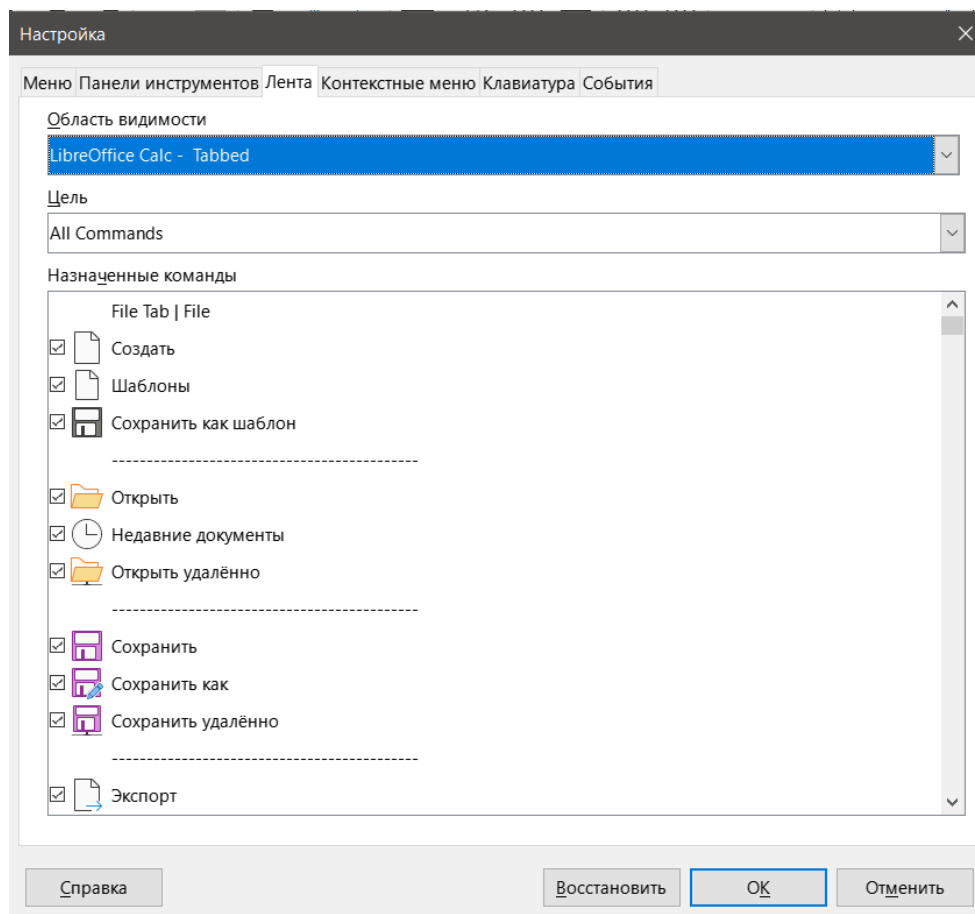 Настройка
Меню Панели инструментов Лента Контекстные меню Клавиатура События
Область видимости
LibreOffice Calc - Tabbed
Цель
All Commands
Назначенные команды
File Tab | File
Создать
Шаблоны
Сохранить как шаблон
--------------------------------------------
Открыть
Недавние документы
Открыть удалённо
--------------------------------------------
Сохранить
Сохранить как
Сохранить удалённо
--------------------------------------------
Экспорт
Справка Восстановить ОК Отменить